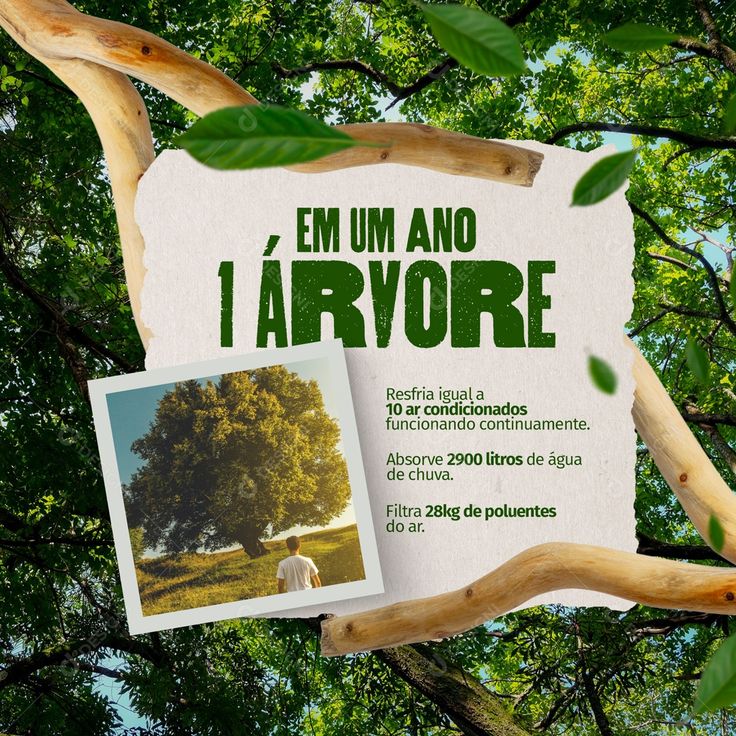 EM UM ANO
1 ÁRVORE
Resfria igual a
10 ar condicionados
funcionando continuamente.
Absorve 2900 litros de água
de chuva.
Filtra 28kg de poluentes
do ar.